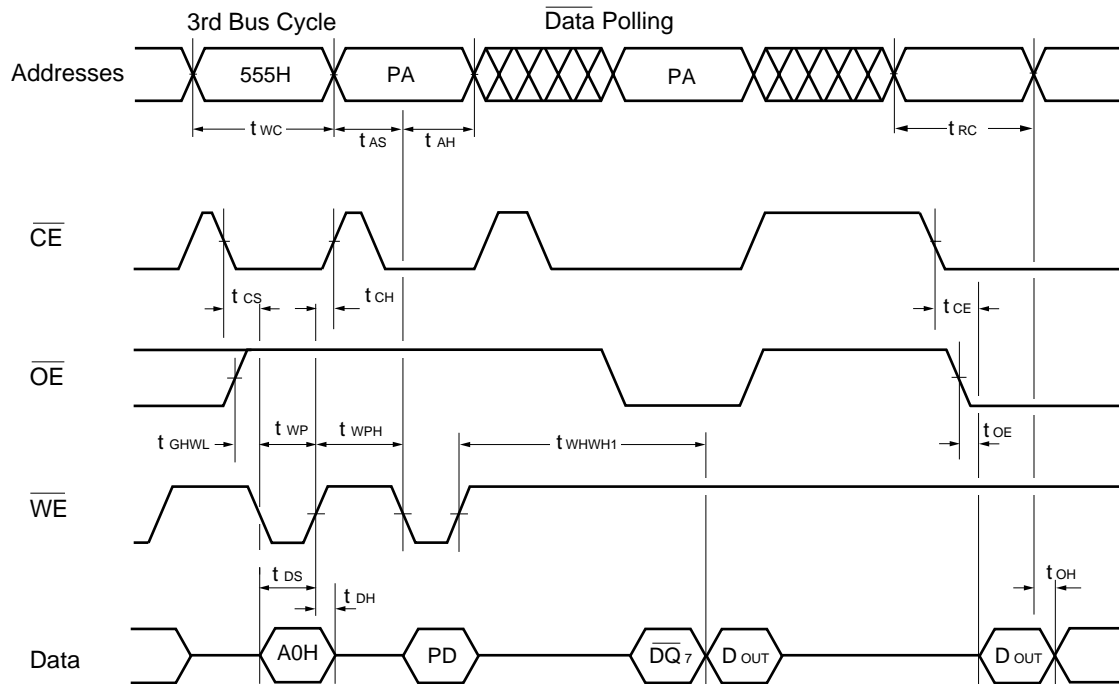 3rd Bus Cycle
Data Polling
Addresses
555H
PA
PA
t WC
t AS
t AH
t RC
CE
t CS
t CH
t CE
OE
t GHWL
t WP
t WPH
t WHWH1
t OE
WE
t DS
t DH
t OH
Data
A0H
PD
DQ 7
D OUT
D OUT